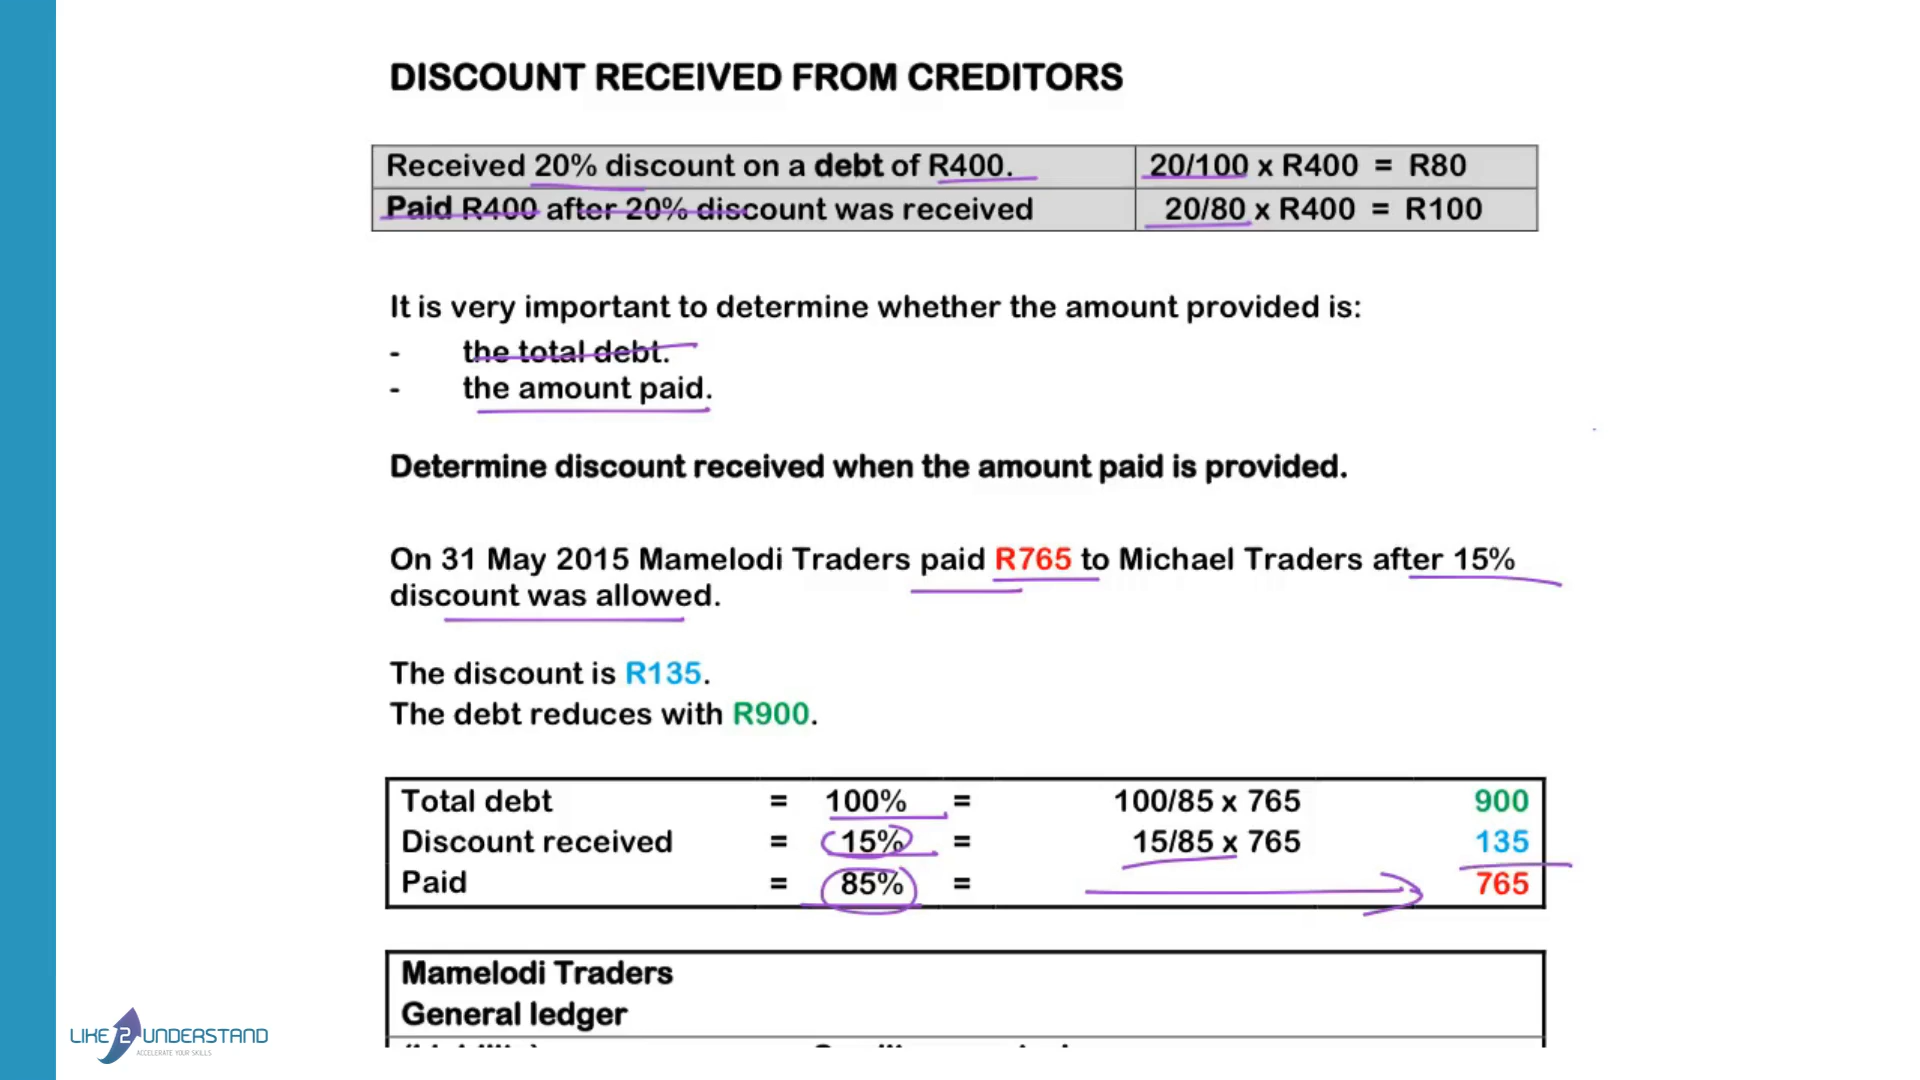 DISCOUNT RECEIVED FROM CREDITORS
Received 20% discount on a debt of R400. 20/100 x R400 = R80
Paid R400 after 20% discount was received 20/80 x R400 = R100
It is very important to determine whether the amount provided is:
- the total debt.
- the amount paid.
Determine discount received when the amount paid is provided.
On 31 May 2015 Mamelodi Traders paid R765 to Michael Traders after 15%
discount was allowed.
The discount is R135.
The debt reduces with R900.
Total debt = 100% = 100/85 x 765 900
Discount received = 15% = 15/85 x 765 135
Paid = 85% = 765
Mamelodi Traders
General ledger
LIKE 2 UNDERSTAND
ACCELERATE YOUR SKILLS